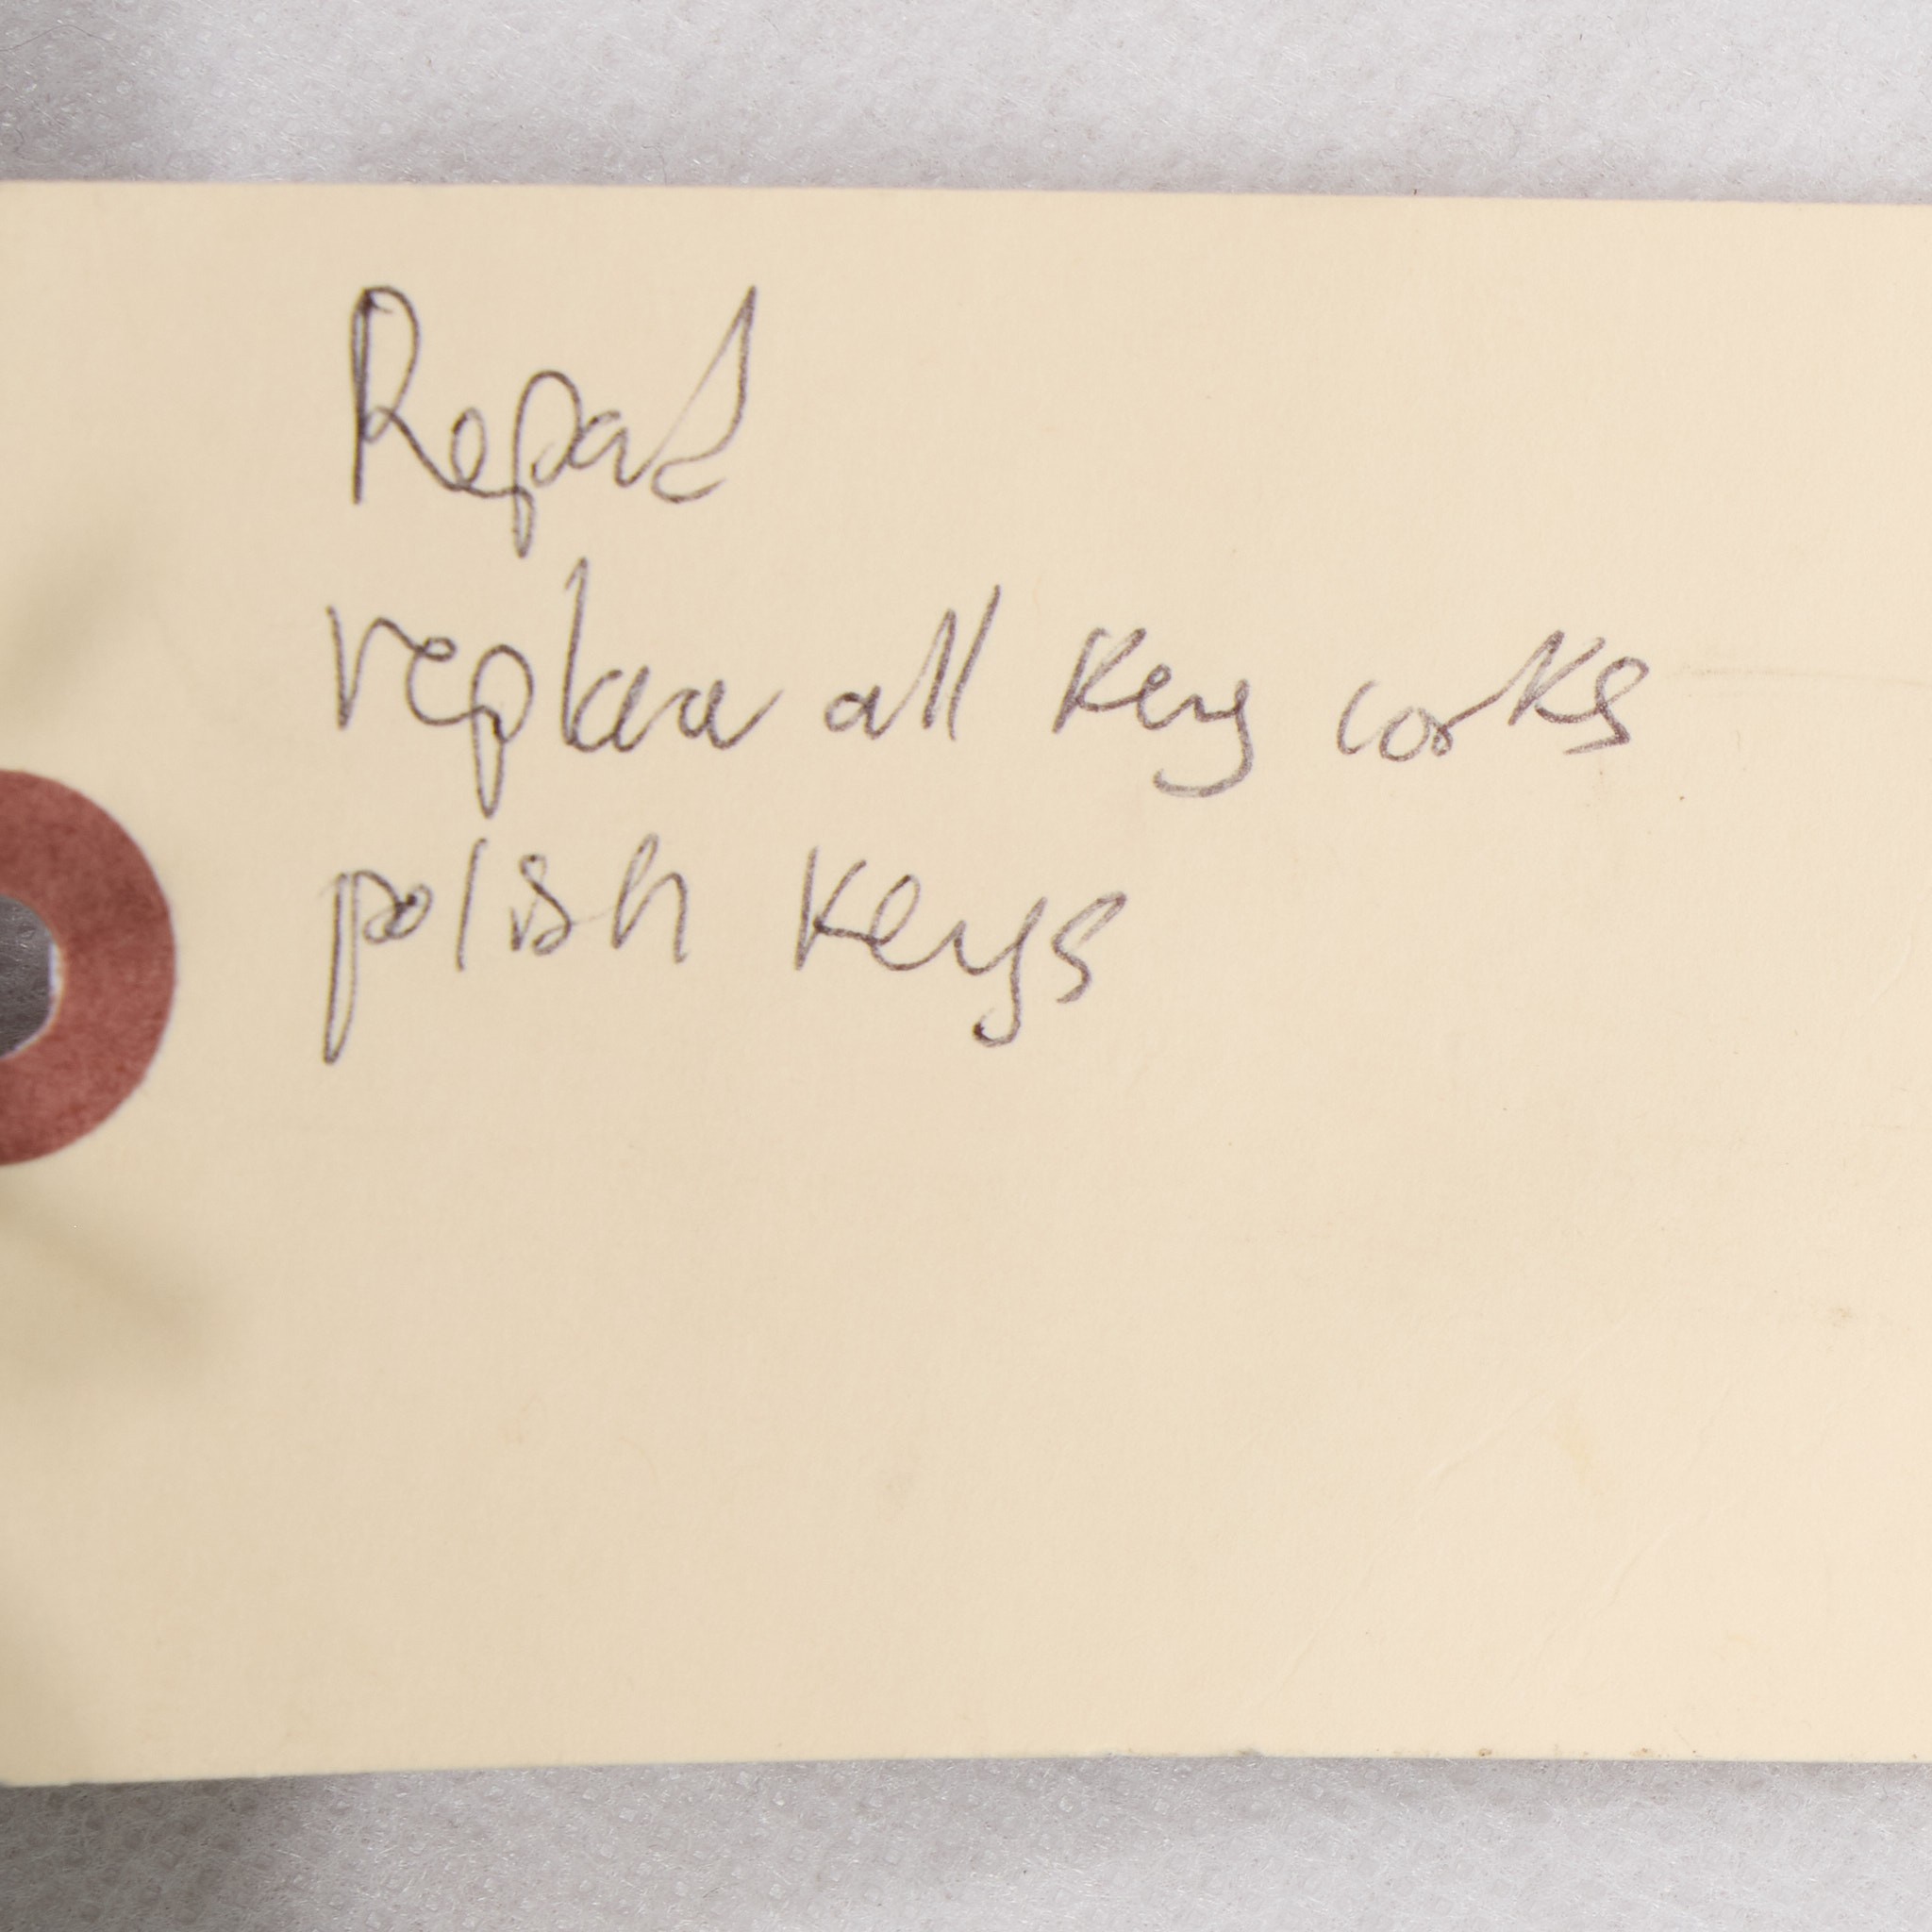 Repad
replace all Key corks
polish Keys